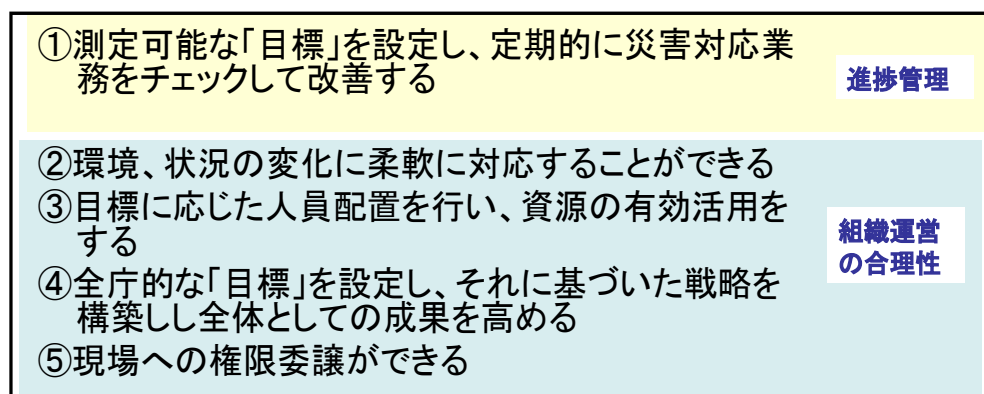 ①測定可能な「目標」を設定し、定期的に災害対応業
務をチェックして改善する
進捗管理
②環境、状況の変化に柔軟に対応することができる
③目標に応じた人員配置を行い、資源の有効活用を
する
④全庁的な「目標」を設定し、それに基づいた戦略を
構築しし全体としての成果を高める
⑤現場への権限委譲ができる
組織運営
の合理性